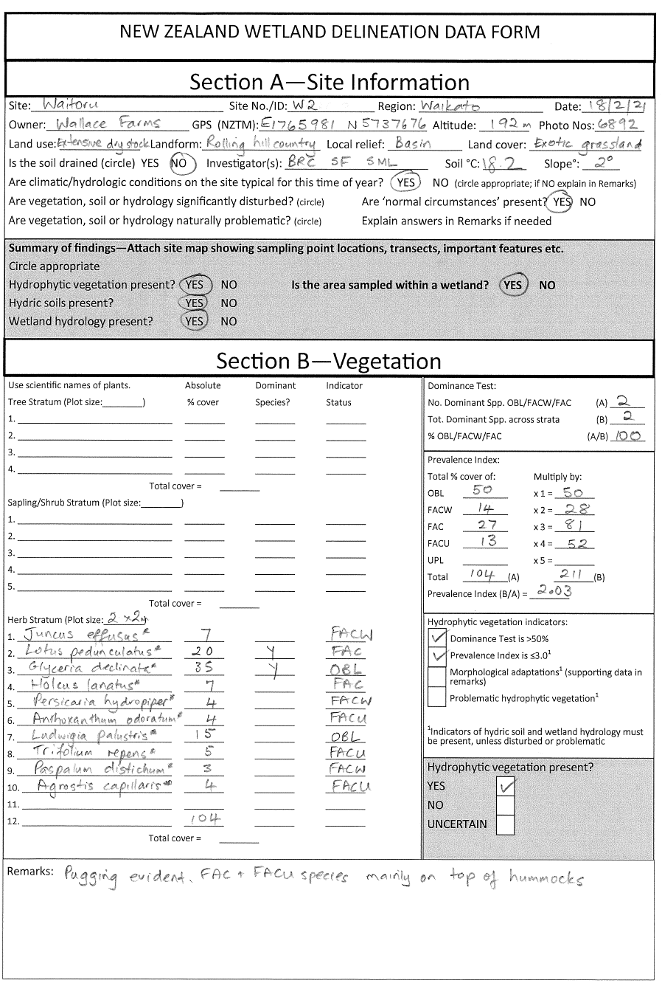 NEW ZEALAND WETLAND DELINEATION DATA FORM
Section A—Site Information
Site: Waitoru Site No./ID: W2 Region: Waikato Date: 18/2/21
Owner: Wallace Farms GPS (NZTM): E1765981 N5737676 Altitude: 192m Photo Nos: 6892
Land use: Extensive dry stock Landform: Rolling hill country Local relief: Basin Land cover: Exotic grassland
Is the soil drained (circle) YES NO Investigator(s): BRC SF SML Soil °C: 18.2 Slope°: 2°
Are climatic/hydrologic conditions on the site typical for this time of year? YES NO (circle appropriate; if NO explain in Remarks)
Are vegetation, soil or hydrology significantly disturbed? (circle) Are ‘normal circumstances’ present? YES NO
Are vegetation, soil or hydrology naturally problematic? (circle) Explain answers in Remarks if needed
Summary of findings—Attach site map showing sampling point locations, transects, important features etc.
Circle appropriate
Hydrophytic vegetation present? YES NO Is the area sampled within a wetland? YES NO
Hydric soils present? YES NO
Wetland hydrology present? YES NO
Section B—Vegetation
Use scientific names of plants. Absolute Dominant Indicator
Tree Stratum (Plot size: ) % cover Species? Status
1.
2.
3.
4.
Total cover =
Sapling/Shrub Stratum (Plot size: )
1.
2.
3.
4.
5.
Total cover =
Herb Stratum (Plot size: 2x2m)
1. Juncus effusus* 7 FACW
2. Lotus pedunculatus* 20 Y FAC
3. Glyceria declinata* 35 Y OBL
4. Holcus lanatus* 7 FAC
5. Persicaria hydropiper* 4 FACW
6. Anthoxanthum odoratum* 4 FACU
7. Ludwigia palustris* 15 OBL
8. Trifolium repens* 5 FACU
9. Paspalum distichum* 3 FACW
10. Agrostis capillaris* 4 FACU
11.
12. 104
Total cover =
Dominance Test:
No. Dominant Spp. OBL/FACW/FAC (A) 2
Tot. Dominant Spp. across strata (B) 2
% OBL/FACW/FAC (A/B) 100
Prevalence Index:
Total % cover of: Multiply by:
OBL 50 x 1 = 50
FACW 14 x 2 = 28
FAC 27 x 3 = 81
FACU 13 x 4 = 52
UPL x 5 =
Total 104 (A) 211 (B)
Prevalence Index (B/A) = 2.03
Hydrophytic vegetation indicators:
Dominance Test is >50%
Prevalence Index is ≤3.0¹
Morphological adaptations¹ (supporting data in
remarks)
Problematic hydrophytic vegetation¹
¹Indicators of hydric soil and wetland hydrology must
be present, unless disturbed or problematic
Hydrophytic vegetation present?
YES
NO
UNCERTAIN
Remarks: Pugging evident. FAC + FACU species mainly on top of hummocks